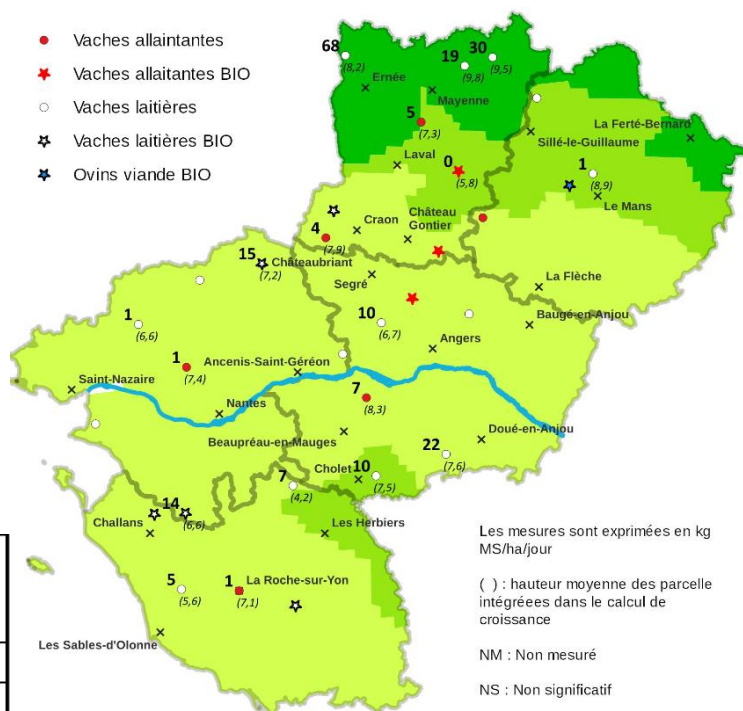 Vaches allaintantes
Vaches allaitantes BIO
Vaches laitières
Vaches laitières BIO
Ovins viande BIO
68
(8,2)
Ernée
19
(9,8)
30
(9,5)
Mayenne
5
(7,3)
Laval
0
(5,8)
Sillé-le-Guillaume
La Ferté-Bernard
1
(8,9)
Le Mans
4
(7,9)
Craon
Château
Gontier
15
(7,2)
Châteaubriant
Segré
La Flèche
Baugé-en-Anjou
1
(6,6)
10
(6,7)
Angers
1
(7,4)
Ancenis-Saint-Géréon
Saint-Nazaire
Nantes
7
(8,3)
Beaupréau-en-Mauges
Doué-en-Anjou
22
(7,6)
Cholet
10
(7,5)
7
(4,2)
14
(6,6)
Challans
Les Herbiers
5
(5,6)
1
(7,1)
La Roche-sur-Yon
Les Sables-d'Olonne
Les mesures sont exprimées en kg
MS/ha/jour
( ) : hauteur moyenne des parcelle
intégréees dans le calcul de
croissance
NM : Non mesuré
NS : Non significatif